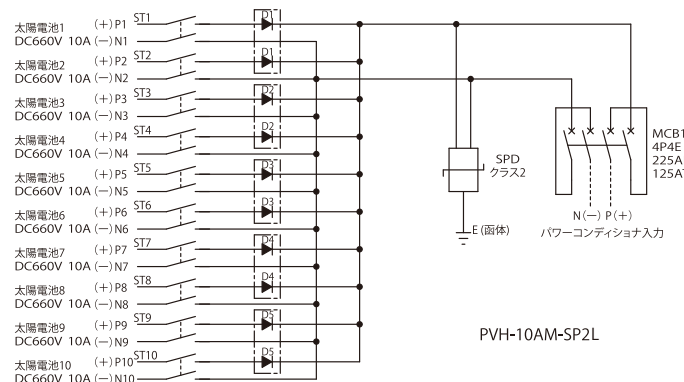 太陽電池1 (+)P1 ST1 D1
DC660V 10A (−)N1
太陽電池2 (+)P2 ST2 D1
DC660V 10A (−)N2
太陽電池3 (+)P3 ST3 D2
DC660V 10A (−)N3
太陽電池4 (+)P4 ST4 D2
DC660V 10A (−)N4
太陽電池5 (+)P5 ST5 D3
DC660V 10A (−)N5
太陽電池6 (+)P6 ST6 D3
DC660V 10A (−)N6
太陽電池7 (+)P7 ST7 D4
DC660V 10A (−)N7
太陽電池8 (+)P8 ST8 D4
DC660V 10A (−)N8
太陽電池9 (+)P9 ST9 D5
DC660V 10A (−)N9
太陽電池10 (+)P10 ST10 D5
DC660V 10A (−)N10
SPD
クラス2
E(函体)
MCB1
4P4E
225A
125A
N(−) P(+)
パワーコンディショナ入力
PVH-10AM-SP2L